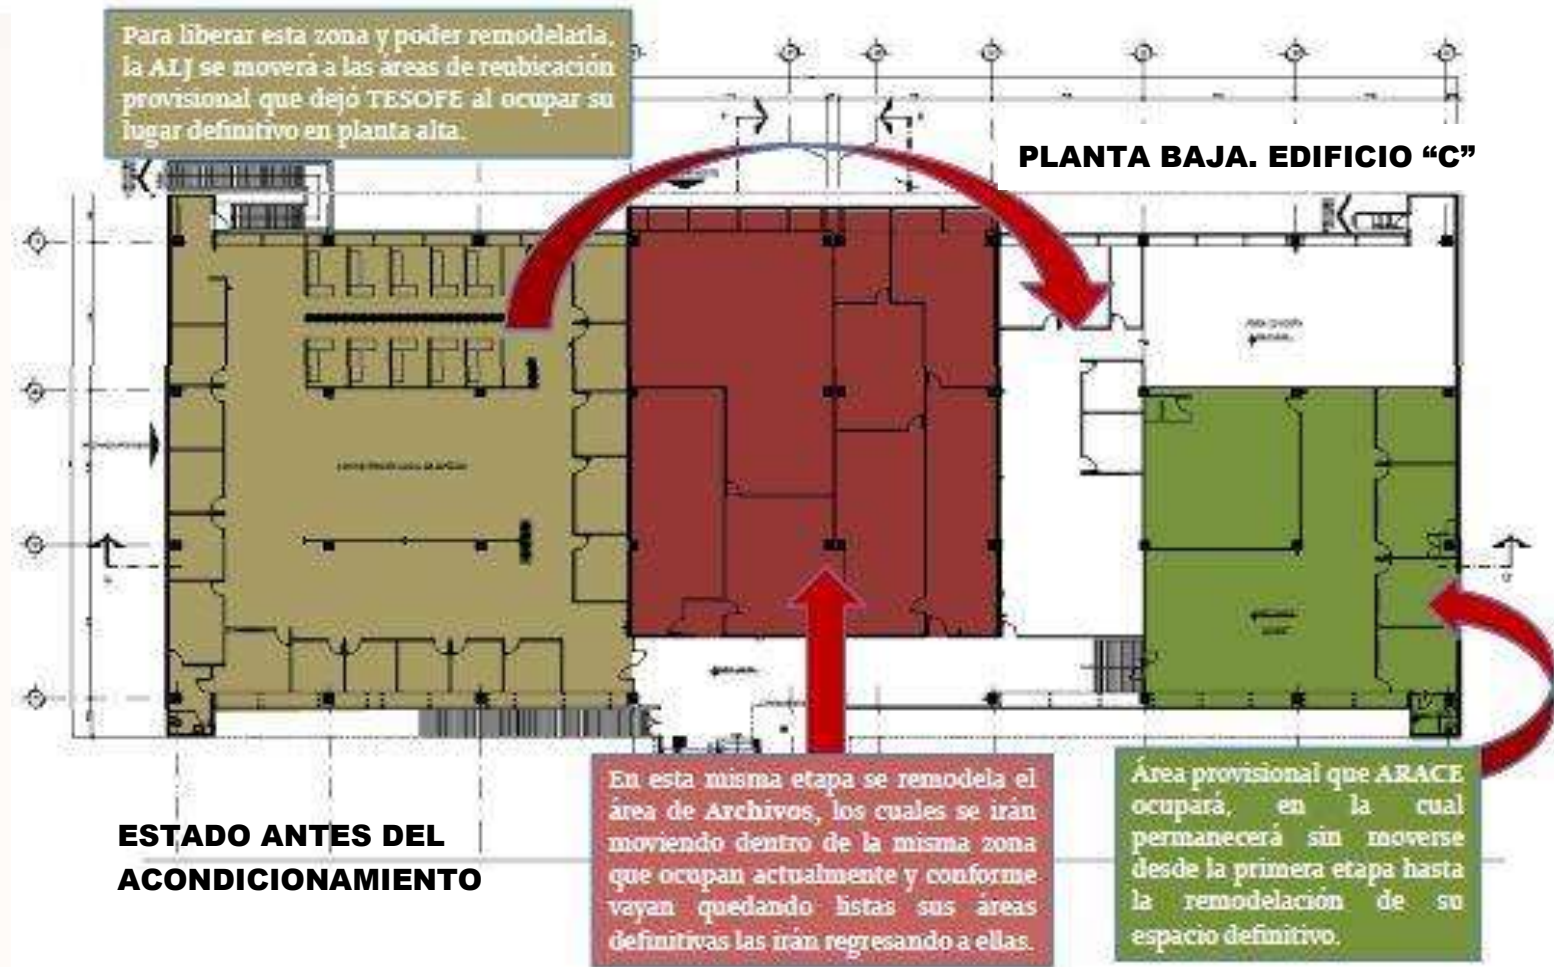 Para liberar esta zona y poder remodelarla,
la ALJ se moverá a las áreas de reubicación
provisional que dejó TESOFE al ocupar su
lugar definitivo en planta alta.
PLANTA BAJA. EDIFICIO “C”
ESTADO ANTES DEL
ACONDICIONAMIENTO
En esta misma etapa se remodela el
área de Archivos, los cuales se irán
moviendo dentro de la misma zona
que ocupan actualmente y conforme
vayan quedando listas sus áreas
definitivas las irán regresando a ellas.
Área provisional que ARACE
ocupará, en la cual
permanecerá sin moverse
desde la primera etapa hasta
la remodelación de su
espacio definitivo.